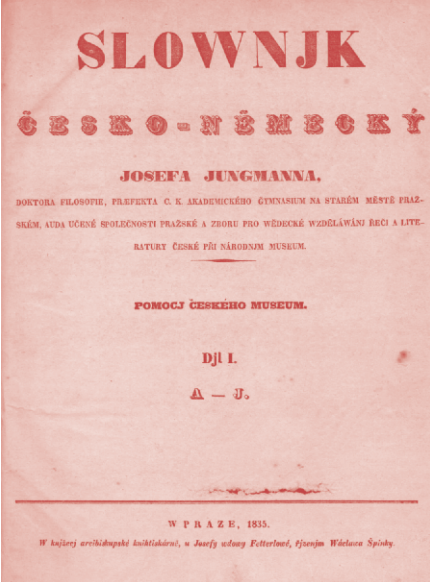 SLOWNJK
ČESKO-NĚMECKÝ
JOSEFA JUNGMANNA,
DOKTORA FILOSOFIE, PRÆFEKTA C. K. AKADEMICKÉHO GYMNASIUM NA STARÉM MĚSTĚ PRAŽ-
SKÉM, AUDA UČENÉ SPOLEČNOSTI PRAŽSKÉ A ZBORU PRO WĚDECKÉ WZDĚLÁWÁNJ ŘEČI A LITE-
RATURY ČESKÉ PŘI NÁRODNJM MUSEUM.
POMOCJ ČESKÉHO MUSEUM.
Djl I.
A — J.
W PRAZE, 1835.
W knjžecj arcibiskupské knihtiskárně, u Josefy wdowy Fetterlowé, řjzenjm Wáclawa Špinky.